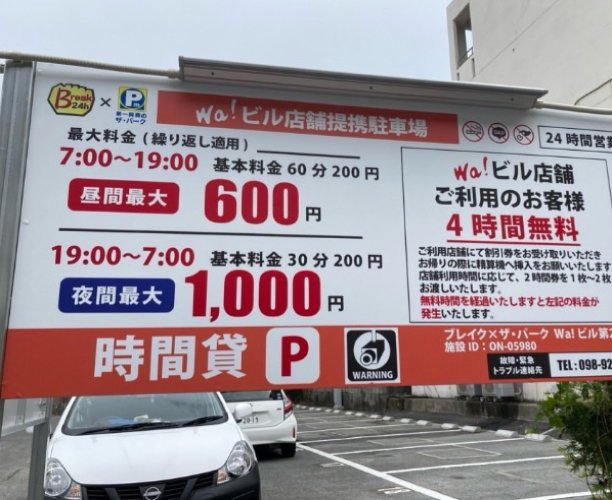 Break
24h
×
P
第一興商の
ザ・パーク
Wa!ビル店舗提携駐車場
24時間営業
最大料金(繰り返し適用)
7:00〜19:00 基本料金60分200円
昼間最大 600円
19:00〜7:00 基本料金30分200円
夜間最大 1,000円
Wa!ビル店舗
ご利用のお客様
4時間無料
ご利用店舗にて割引券をお受け取りいただき
お帰りの際に精算機へ挿入をお願いいたします
店舗利用時間に応じて、2時間券を1枚〜2枚
お渡しいたします。
無料時間を経過いたしますと左記の料金が
発生いたします。
時間貸 P
WARNING
ブレイク×ザ・パーク Wa!ビル第2
施設ID:ON-05980
故障・緊急
トラブル連絡先
TEL:098-92